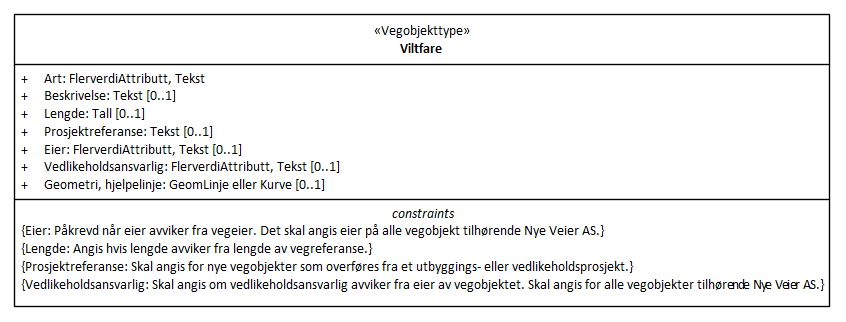 «Vegobjekttype»
Viltfare
+ Art: FlerverdiAttributt, Tekst
+ Beskrivelse: Tekst [0..1]
+ Lengde: Tall [0..1]
+ Prosjektreferanse: Tekst [0..1]
+ Eier: FlerverdiAttributt, Tekst [0..1]
+ Vedlikeholdsansvarlig: FlerverdiAttributt, Tekst [0..1]
+ Geometri, hjelpelinje: GeomLinje eller Kurve [0..1]
constraints
{Eier: Påkrevd når eier avviker fra vegeier. Det skal angis eier på alle vegobjekt tilhørende Nye Veier AS.}
{Lengde: Angis hvis lengde avviker fra lengde av vegreferanse.}
{Prosjektreferanse: Skal angis for nye vegobjekter som overføres fra et utbyggings- eller vedlikeholdsprosjekt.}
{Vedlikeholdsansvarlig: Skal angis om vedlikeholdsansvarlig avviker fra eier av vegobjektet. Skal angis for alle vegobjekter tilhørende Nye Veier AS.}